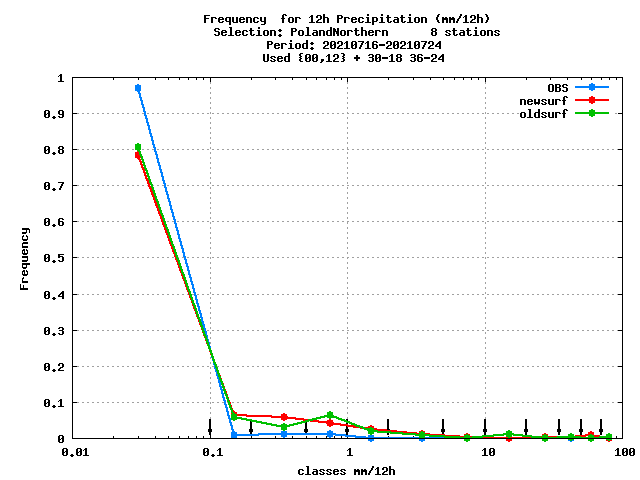 Frequency  for 12h Precipitation (mm/12h)
Selection: PolandNorthern      8 stations
Period: 20210716-20210724
Used {00,12} + 30-18 36-24
OBS
newsurf
oldsurf
1
0.9
0.8
0.7
0.6
0.5
0.4
0.3
0.2
0.1
0
Frequency
0.01 0.1 1 10 100
classes mm/12h